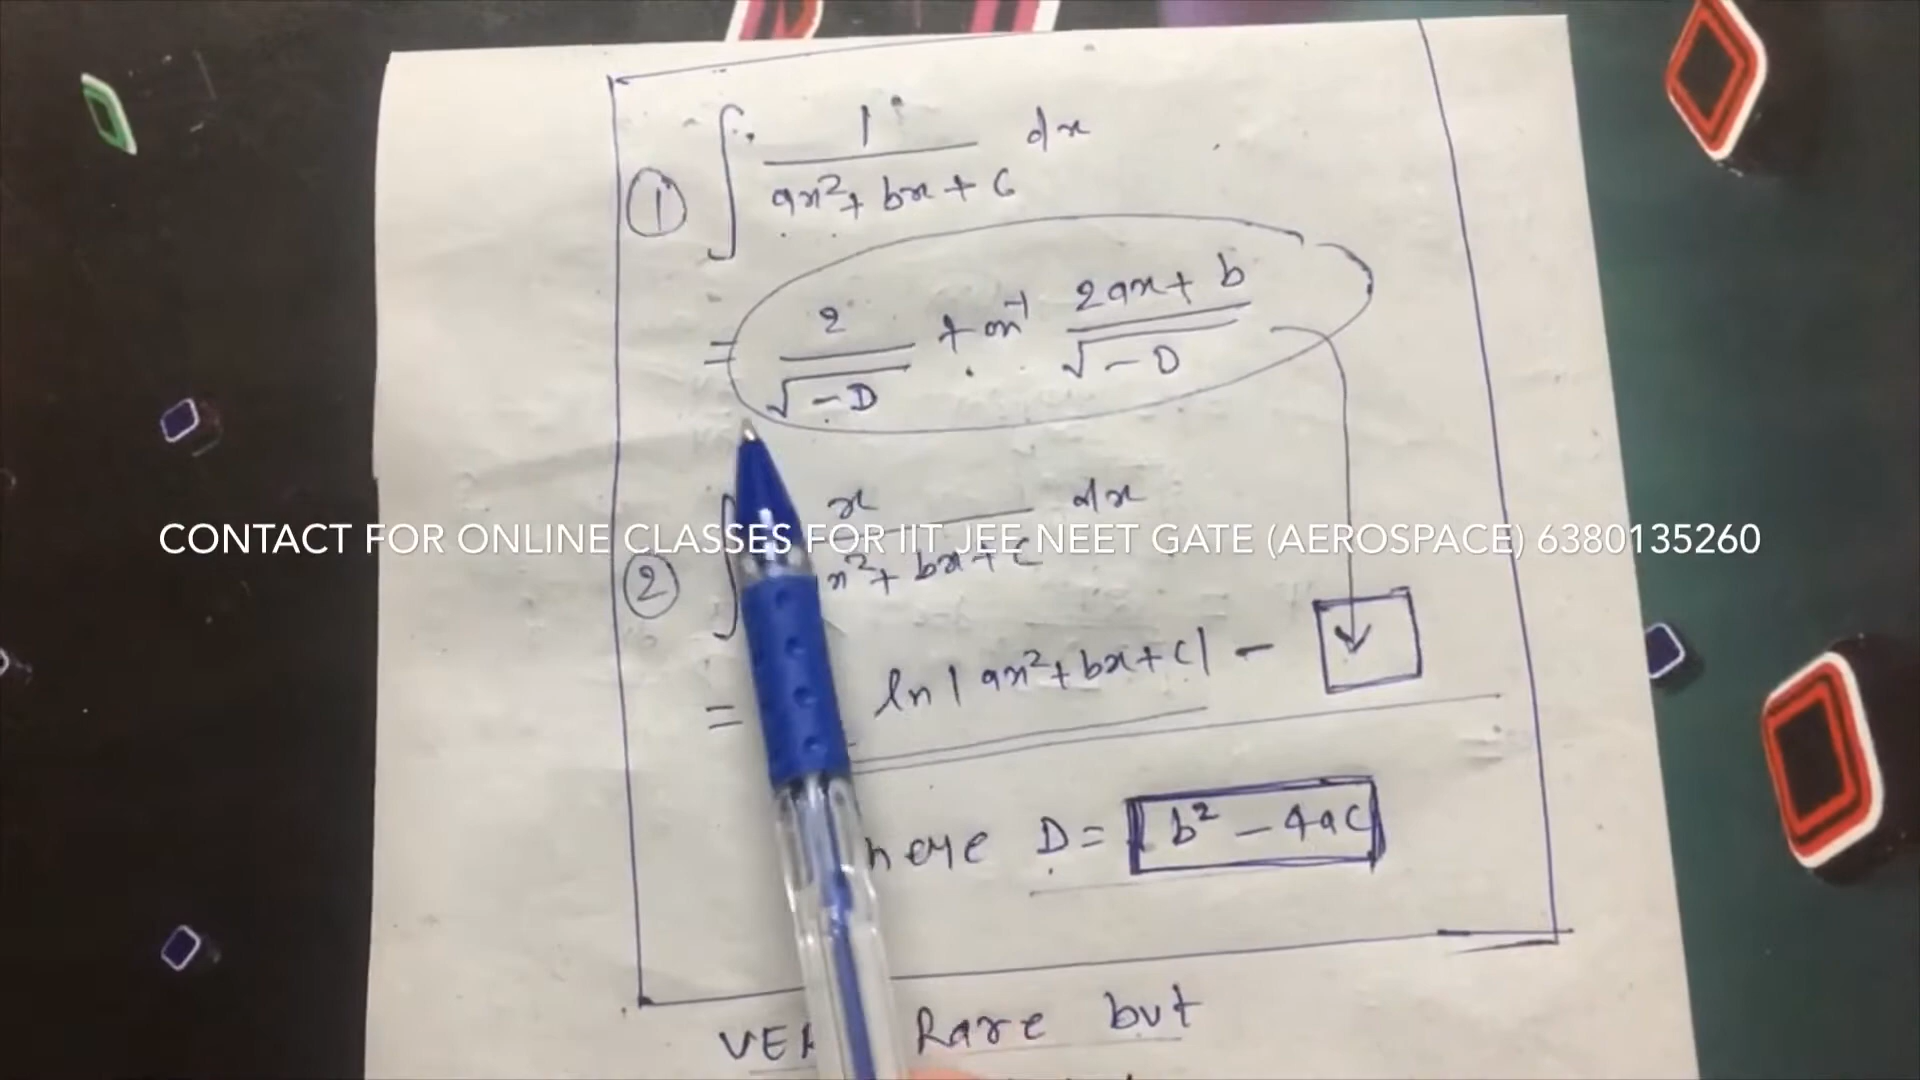 ① ∫ 1 / (ax²+ bx + c) dx
= 2 / √-D tan⁻¹ (2ax + b) / √-D
② ∫ x / x²+ bx + c dx
CONTACT FOR ONLINE CLASSES FOR IIT JEE NEET GATE (AEROSPACE) 6380135260
= ln | ax²+ bx + c | -
here D = b² - 4ac
Rare but